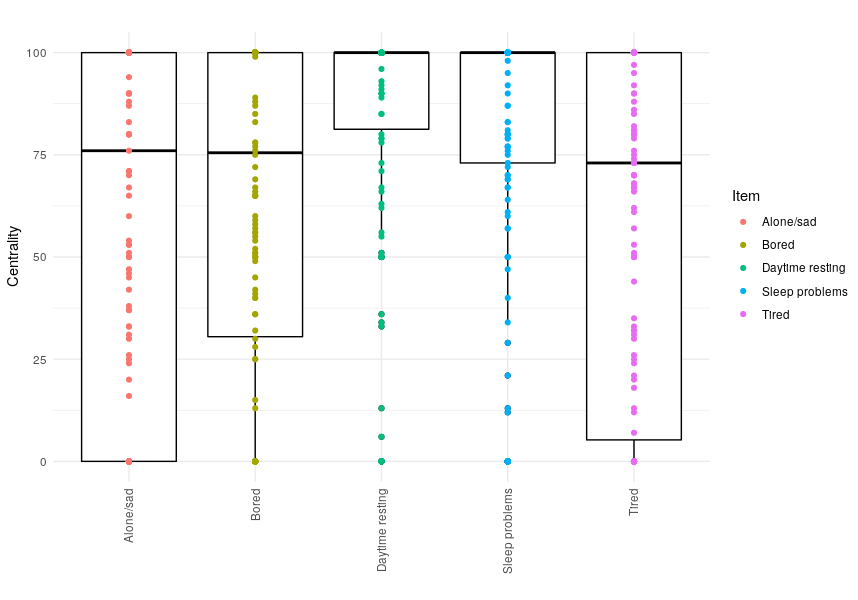 100
75
50
25
0
Centrality
Alone/sad
Bored
Daytime resting
Sleep problems
Tired
Item
Alone/sad
Bored
Daytime resting
Sleep problems
Tired